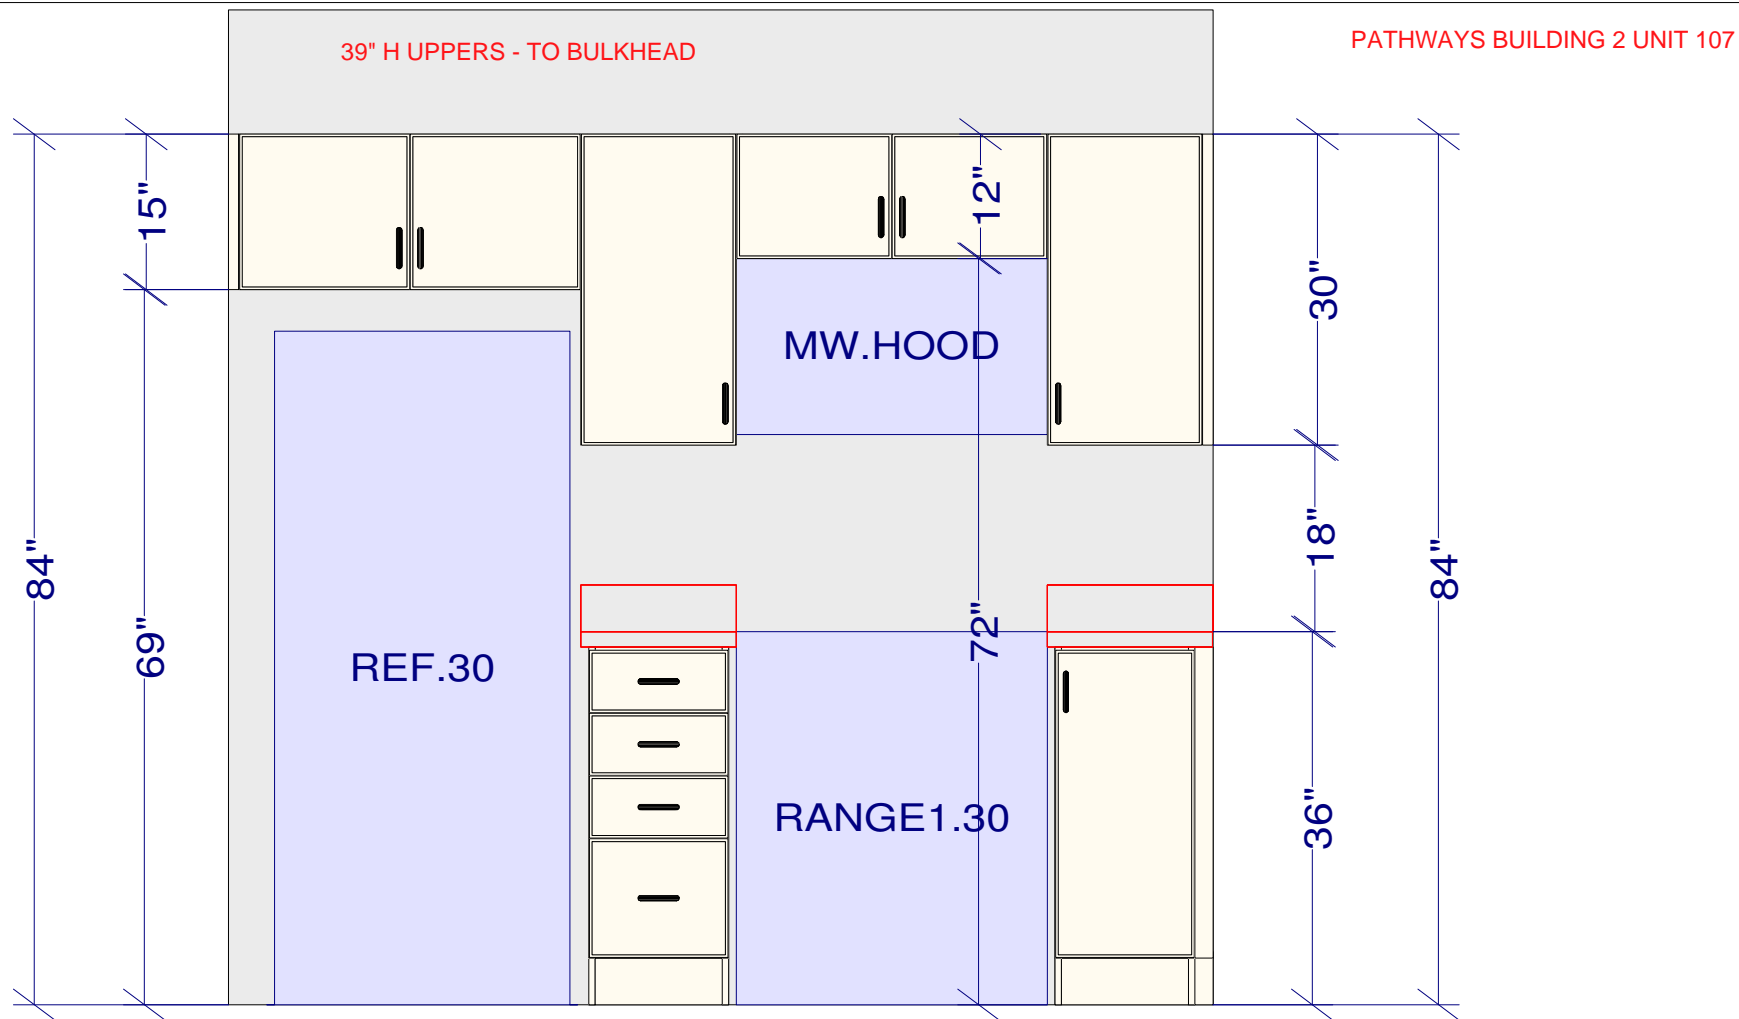 39" H UPPERS - TO BULKHEAD
PATHWAYS BUILDING 2 UNIT 107
15"
12"
30"
MW.HOOD
84"
69"
18"
84"
72"
REF.30
RANGE1.30
36"